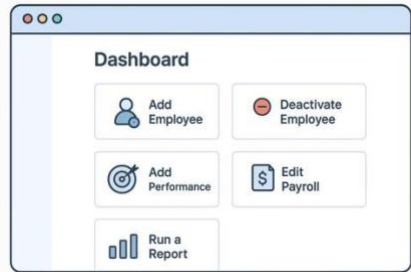 Dashboard
Add
Employee
Deactivate
Employee
Add
Performance
Edit
Payroll
$
Run a
Report